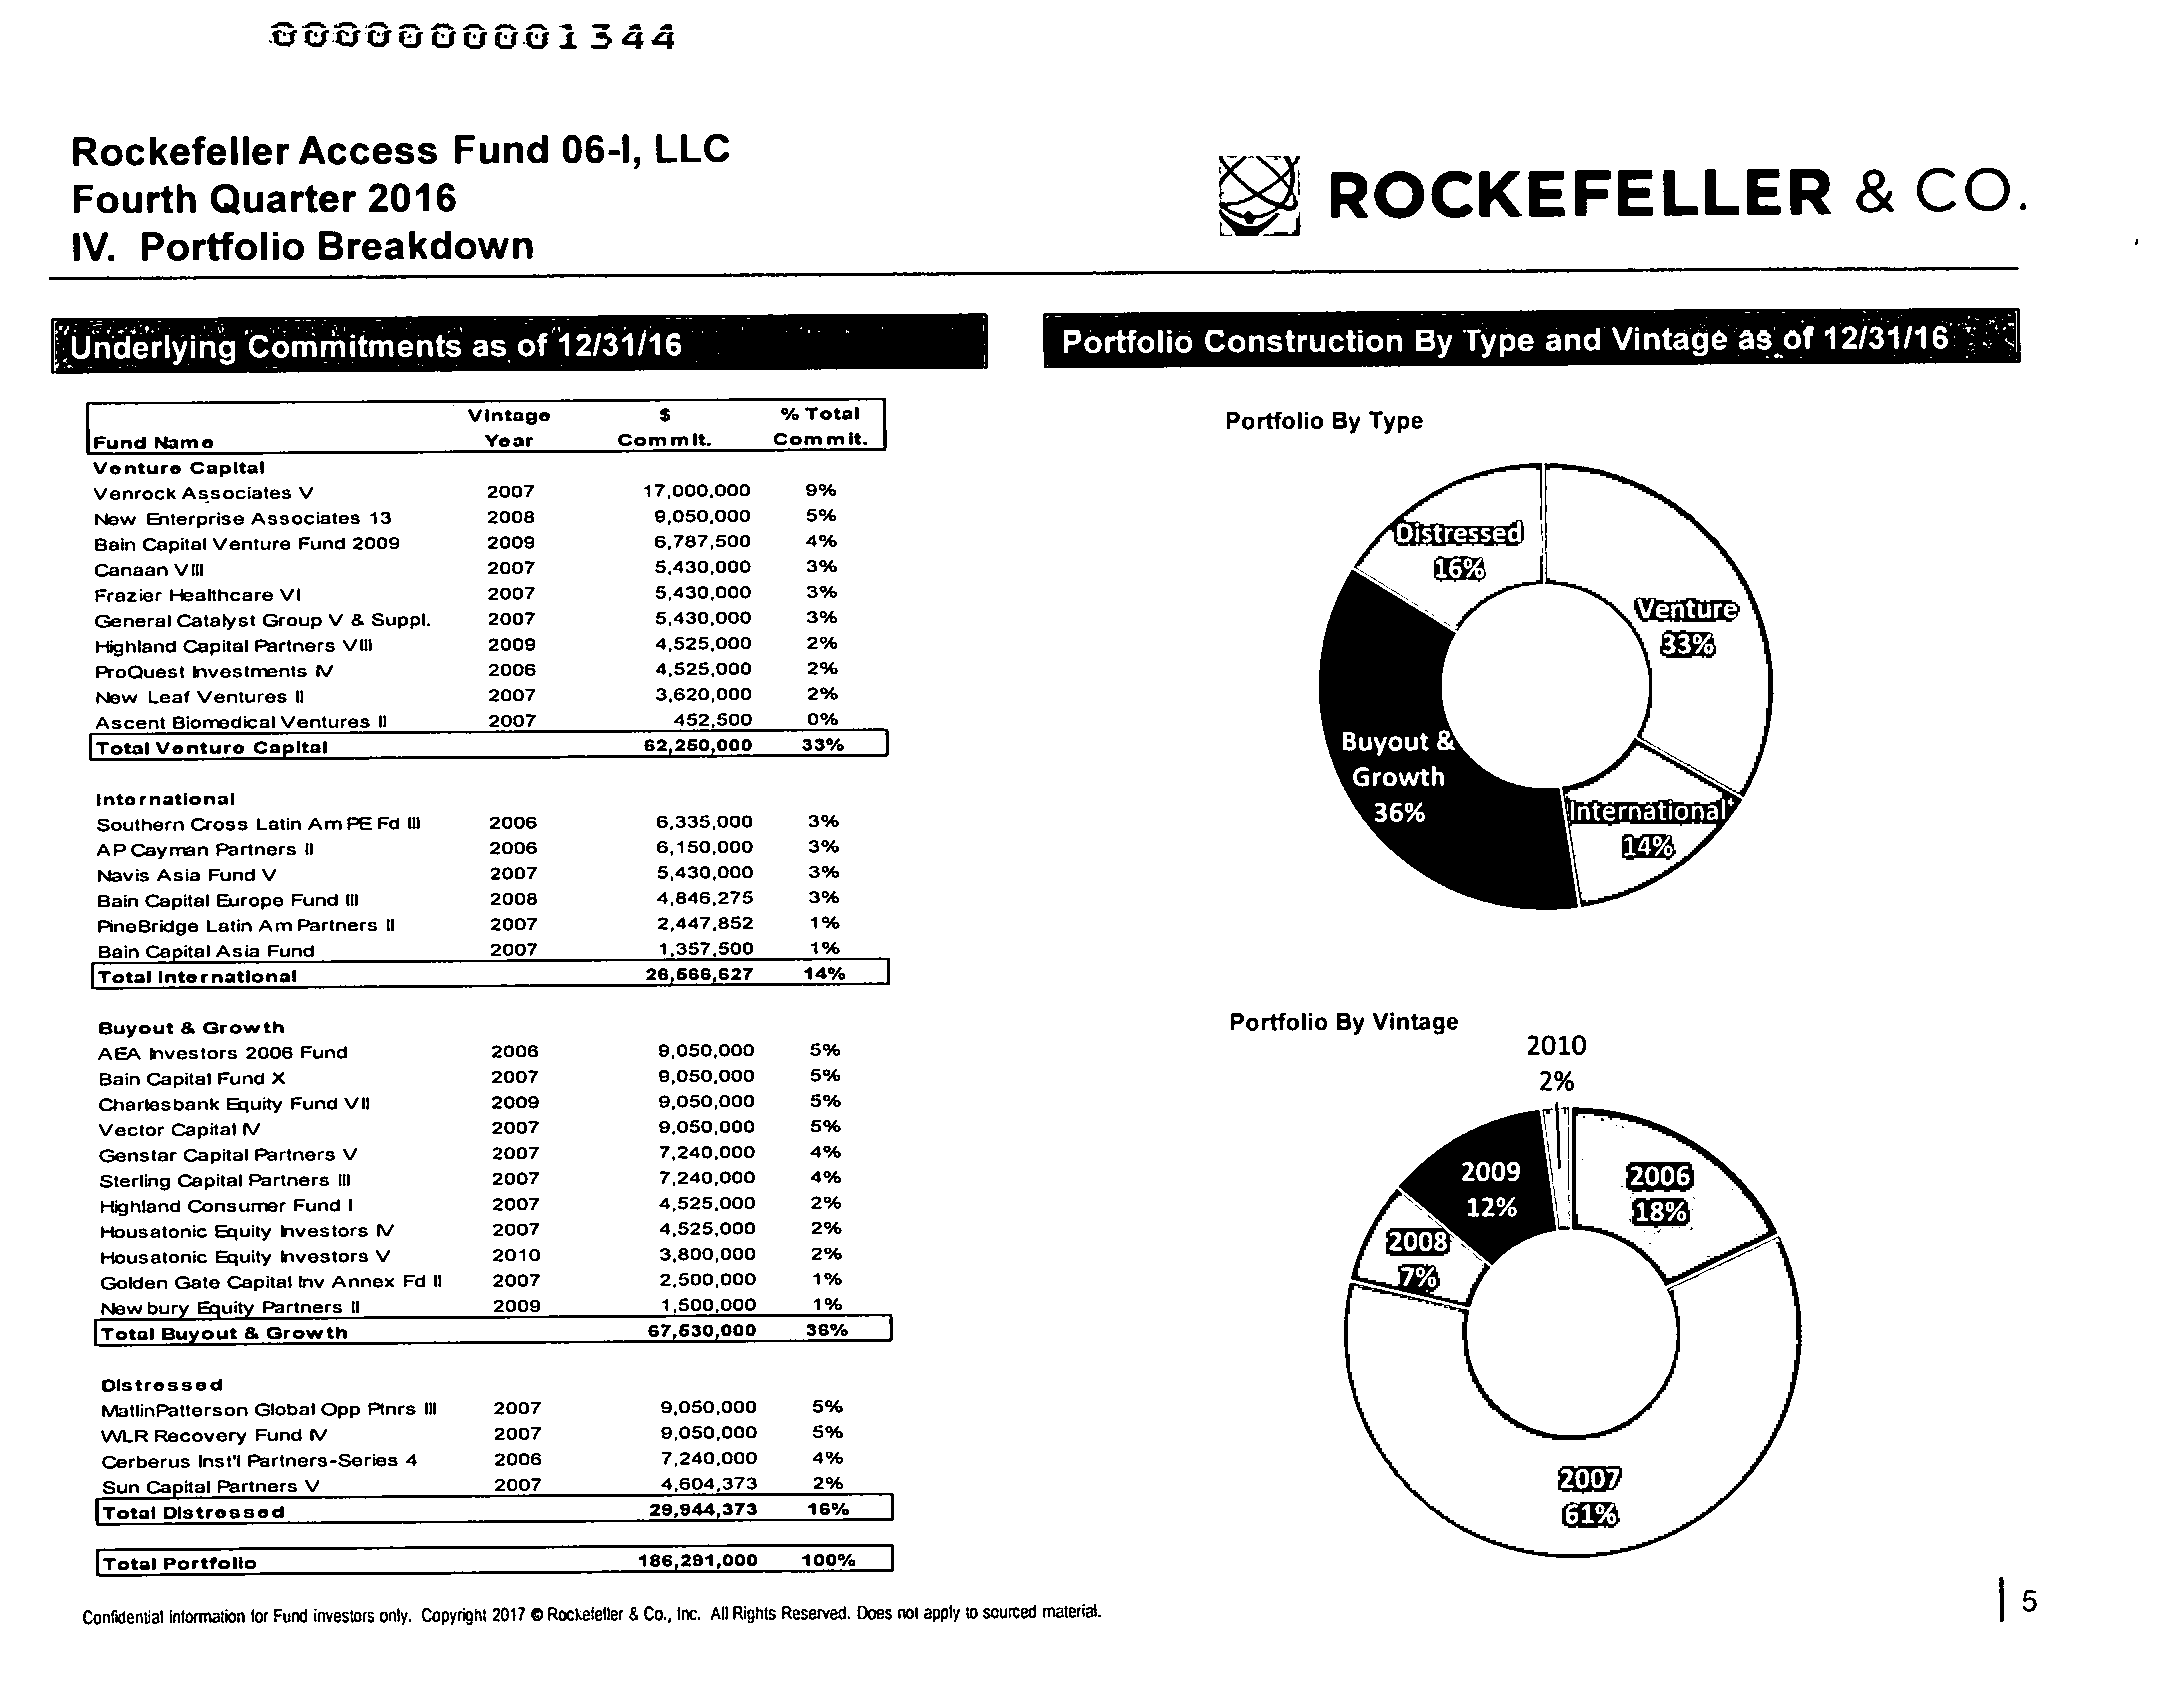 0000000001344
Rockefeller Access Fund 06-I, LLC
Fourth Quarter 2016
IV. Portfolio Breakdown
ROCKEFELLER & CO.
Underlying Commitments as of 12/31/16
Vintage $ % Total
Fund Name Year Commit. Commit.
Venture Capital
Venrock Associates V 2007 17,000,000 9%
New Enterprise Associates 13 2008 9,050,000 5%
Bain Capital Venture Fund 2009 2009 6,787,500 4%
Canaan VIII 2007 5,430,000 3%
Frazier Healthcare VI 2007 5,430,000 3%
General Catalyst Group V & Suppl. 2007 5,430,000 3%
Highland Capital Partners VIII 2009 4,525,000 2%
ProQuest Investments IV 2006 4,525,000 2%
New Leaf Ventures II 2007 3,620,000 2%
Ascent Biomedical Ventures II 2007 452,500 0%
Total Venture Capital 62,250,000 33%
International
Southern Cross Latin Am PE Fd III 2006 6,335,000 3%
AP Cayman Partners II 2006 6,150,000 3%
Navis Asia Fund V 2007 5,430,000 3%
Bain Capital Europe Fund III 2008 4,846,275 3%
PineBridge Latin Am Partners II 2007 2,447,852 1%
Bain Capital Asia Fund 2007 1,357,500 1%
Total International 26,566,627 14%
Buyout & Growth
AEA Investors 2006 Fund 2006 9,050,000 5%
Bain Capital Fund X 2007 9,050,000 5%
Charlesbank Equity Fund VII 2009 9,050,000 5%
Vector Capital IV 2007 9,050,000 5%
Genstar Capital Partners V 2007 7,240,000 4%
Sterling Capital Partners III 2007 7,240,000 4%
Highland Consumer Fund I 2007 4,525,000 2%
Housatonic Equity Investors IV 2007 4,525,000 2%
Housatonic Equity Investors V 2010 3,800,000 2%
Golden Gate Capital Inv Annex Fd II 2007 2,500,000 1%
Newbury Equity Partners II 2009 1,500,000 1%
Total Buyout & Growth 67,530,000 36%
Distressed
MatlinPatterson Global Opp Ptnrs III 2007 9,050,000 5%
WLR Recovery Fund IV 2007 9,050,000 5%
Cerberus Inst'l Partners-Series 4 2006 7,240,000 4%
Sun Capital Partners V 2007 4,604,373 2%
Total Distressed 29,944,373 16%
Total Portfolio 186,291,000 100%
Portfolio Construction By Type and Vintage as of 12/31/16
Portfolio By Type
Distressed
16%
Venture
33%
Buyout &
Growth
36%
International
14%
Portfolio By Vintage
2010
2%
2009
12%
2006
18%
2008
7%
2007
61%
Confidential information for Fund investors only. Copyright 2017 © Rockefeller & Co., Inc. All Rights Reserved. Does not apply to sourced material.
5